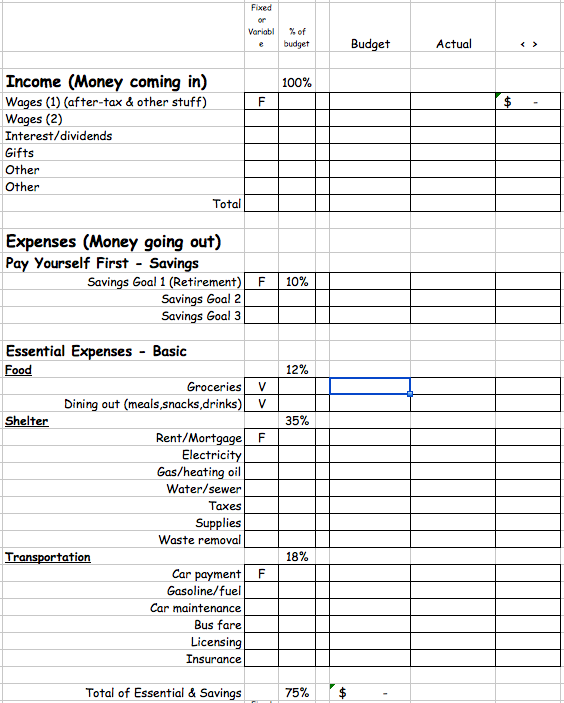 Fixed
or
Variabl
e
% of
budget
Budget Actual < >
Income (Money coming in) 100%
Wages (1) (after-tax & other stuff) F $ -
Wages (2)
Interest/dividends
Gifts
Other
Other
Total
Expenses (Money going out)
Pay Yourself First - Savings
Savings Goal 1 (Retirement) F 10%
Savings Goal 2
Savings Goal 3
Essential Expenses - Basic
Food 12%
Groceries V
Dining out (meals,snacks,drinks) V
Shelter 35%
Rent/Mortgage F
Electricity
Gas/heating oil
Water/sewer
Taxes
Supplies
Waste removal
Transportation 18%
Car payment F
Gasoline/fuel
Car maintenance
Bus fare
Licensing
Insurance
Total of Essential & Savings 75% $ -